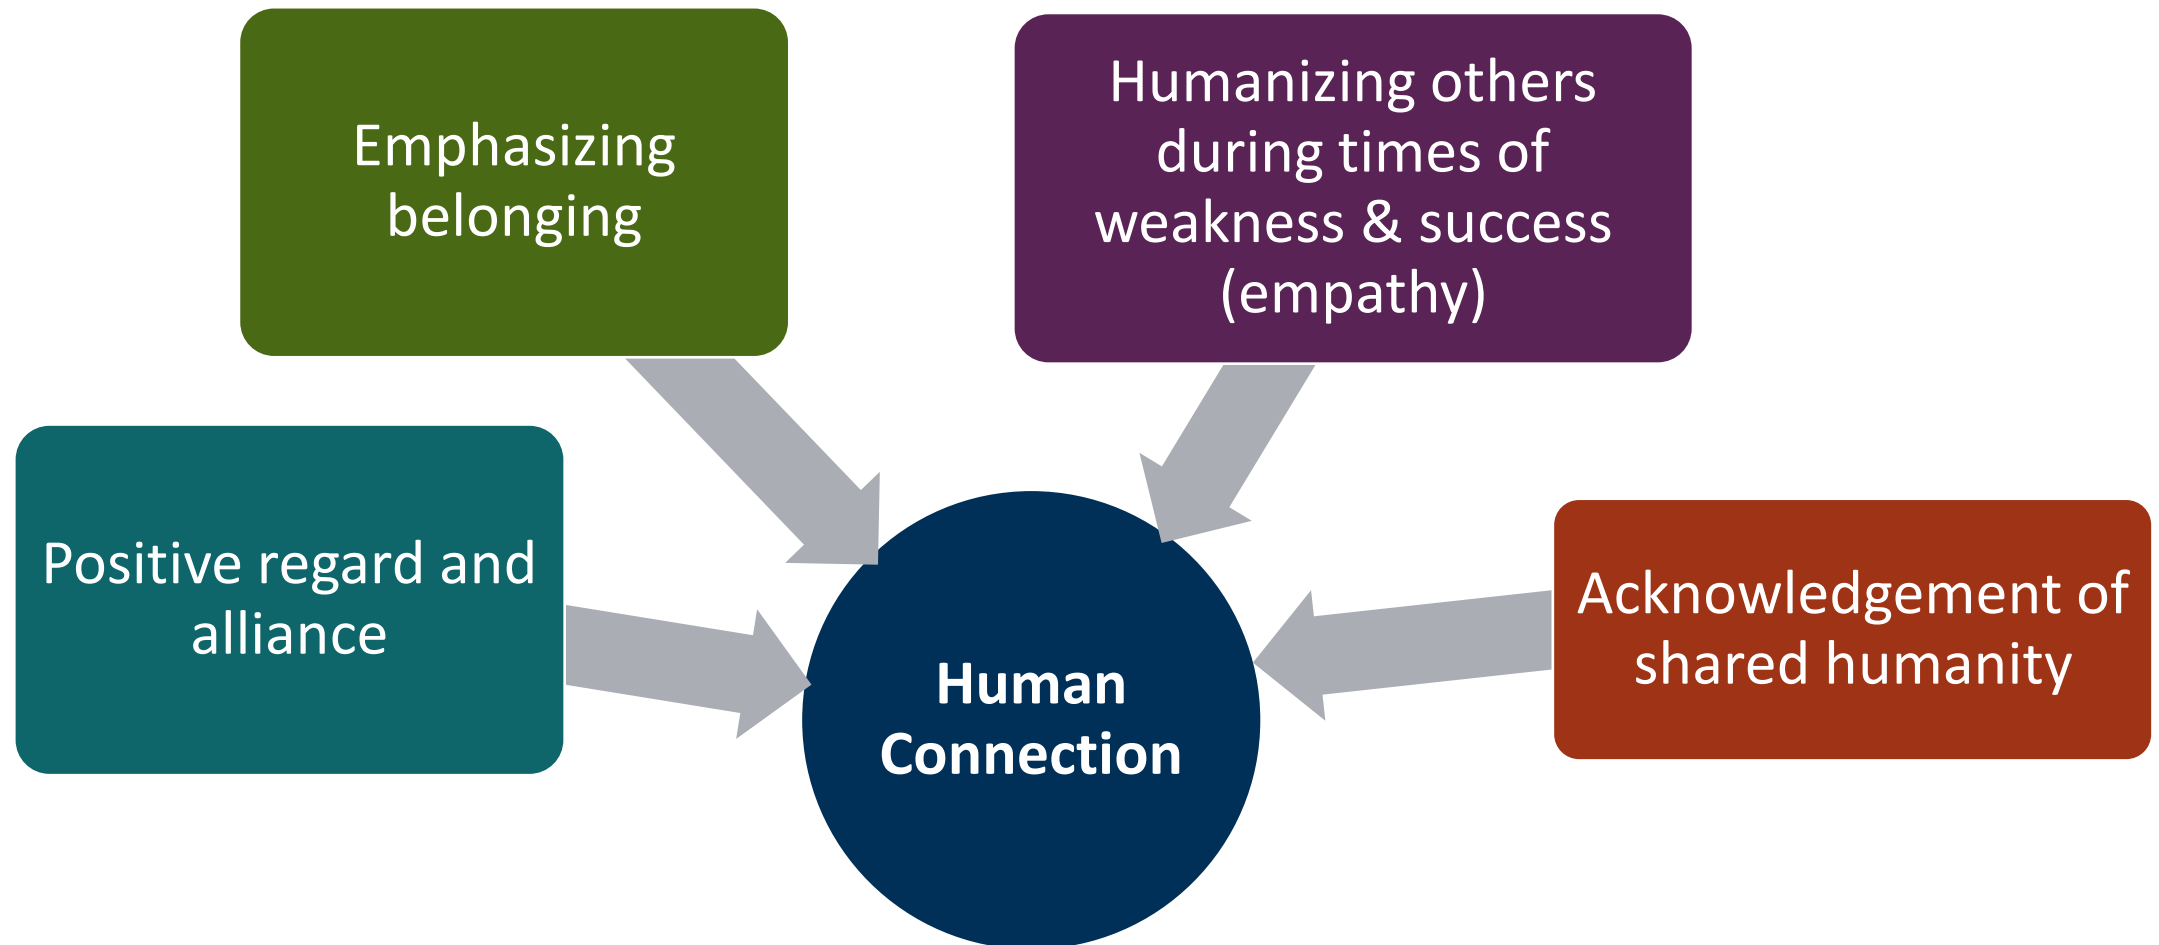 Emphasizing
belonging
Humanizing others
during times of
weakness & success
(empathy)
Positive regard and
alliance
Acknowledgement of
shared humanity
Human
Connection